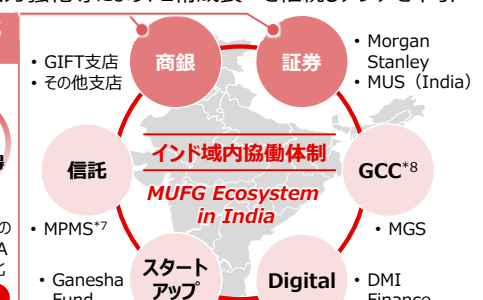 商銀
証券
• GIFT支店
• その他支店
• Morgan
Stanley
• MUS（India）
インド域内協働体制
MUFG Ecosystem
in India
信託
GCC*8
• MPMS*7
• MGS
スタート
アップ
Digital
• Ganesha
• DMI
の
A